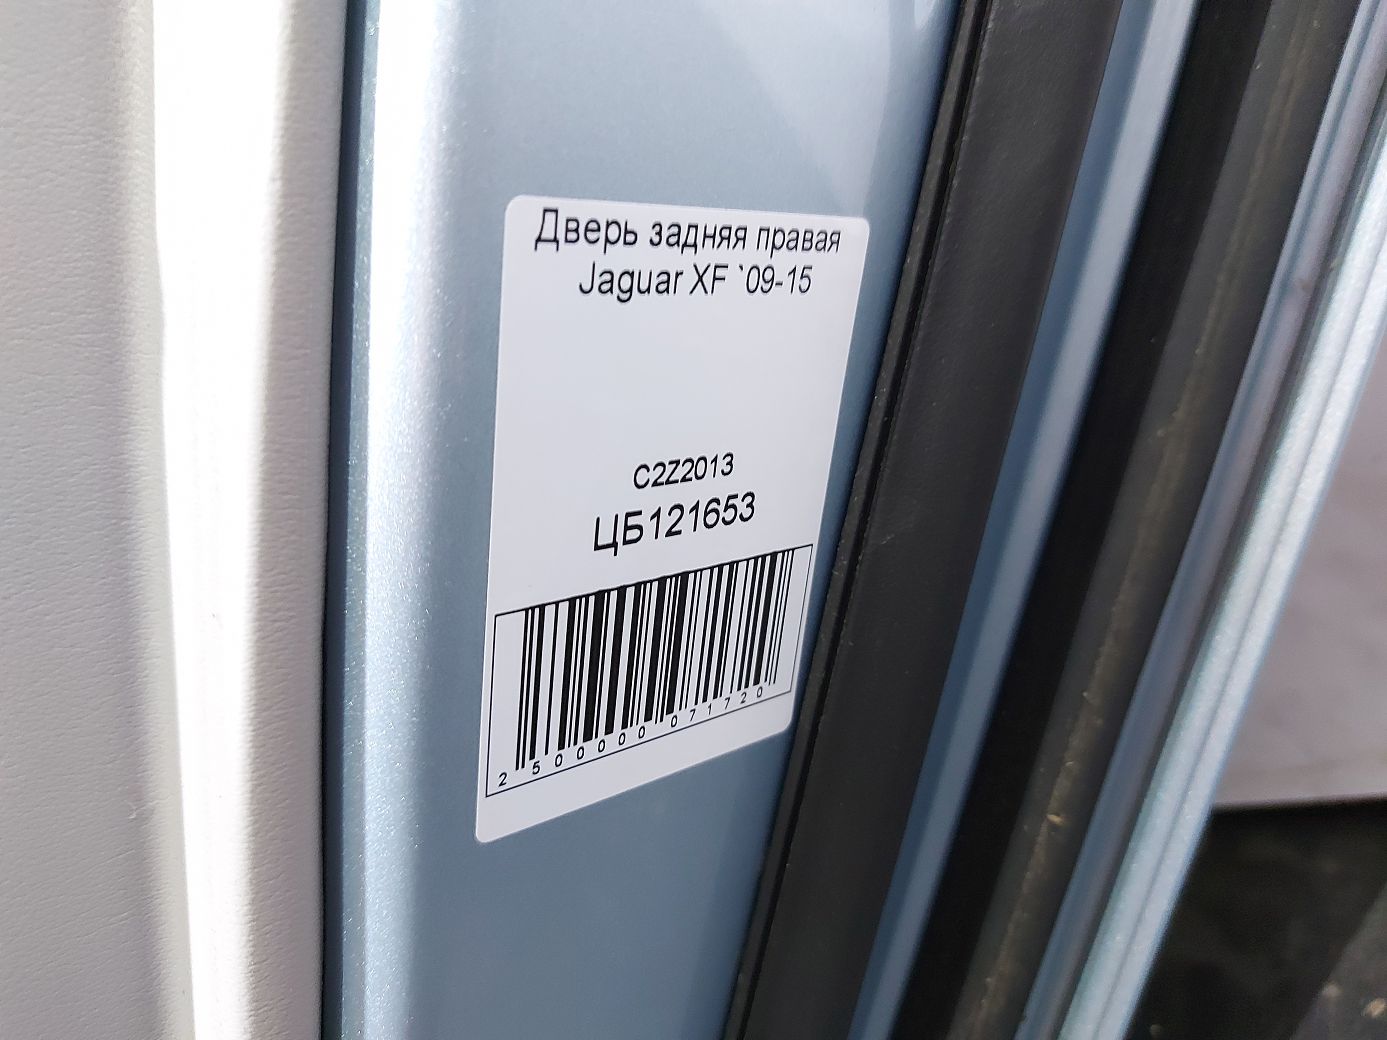 Дверь задняя правая
Jaguar XF `09-15
C2Z2013
ЦБ121653
2500000071720